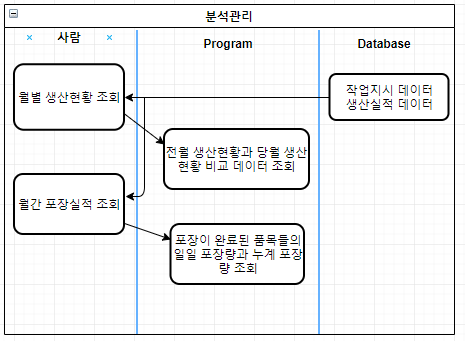 분석관리
사람
Program
Database
월별 생산현황 조회
작업지시 데이터
생산실적 데이터
전월 생산현황과 당월 생산
현황 비교 데이터 조회
월간 포장실적 조회
포장이 완료된 품목들의
일일 포장량과 누계 포장
량 조회